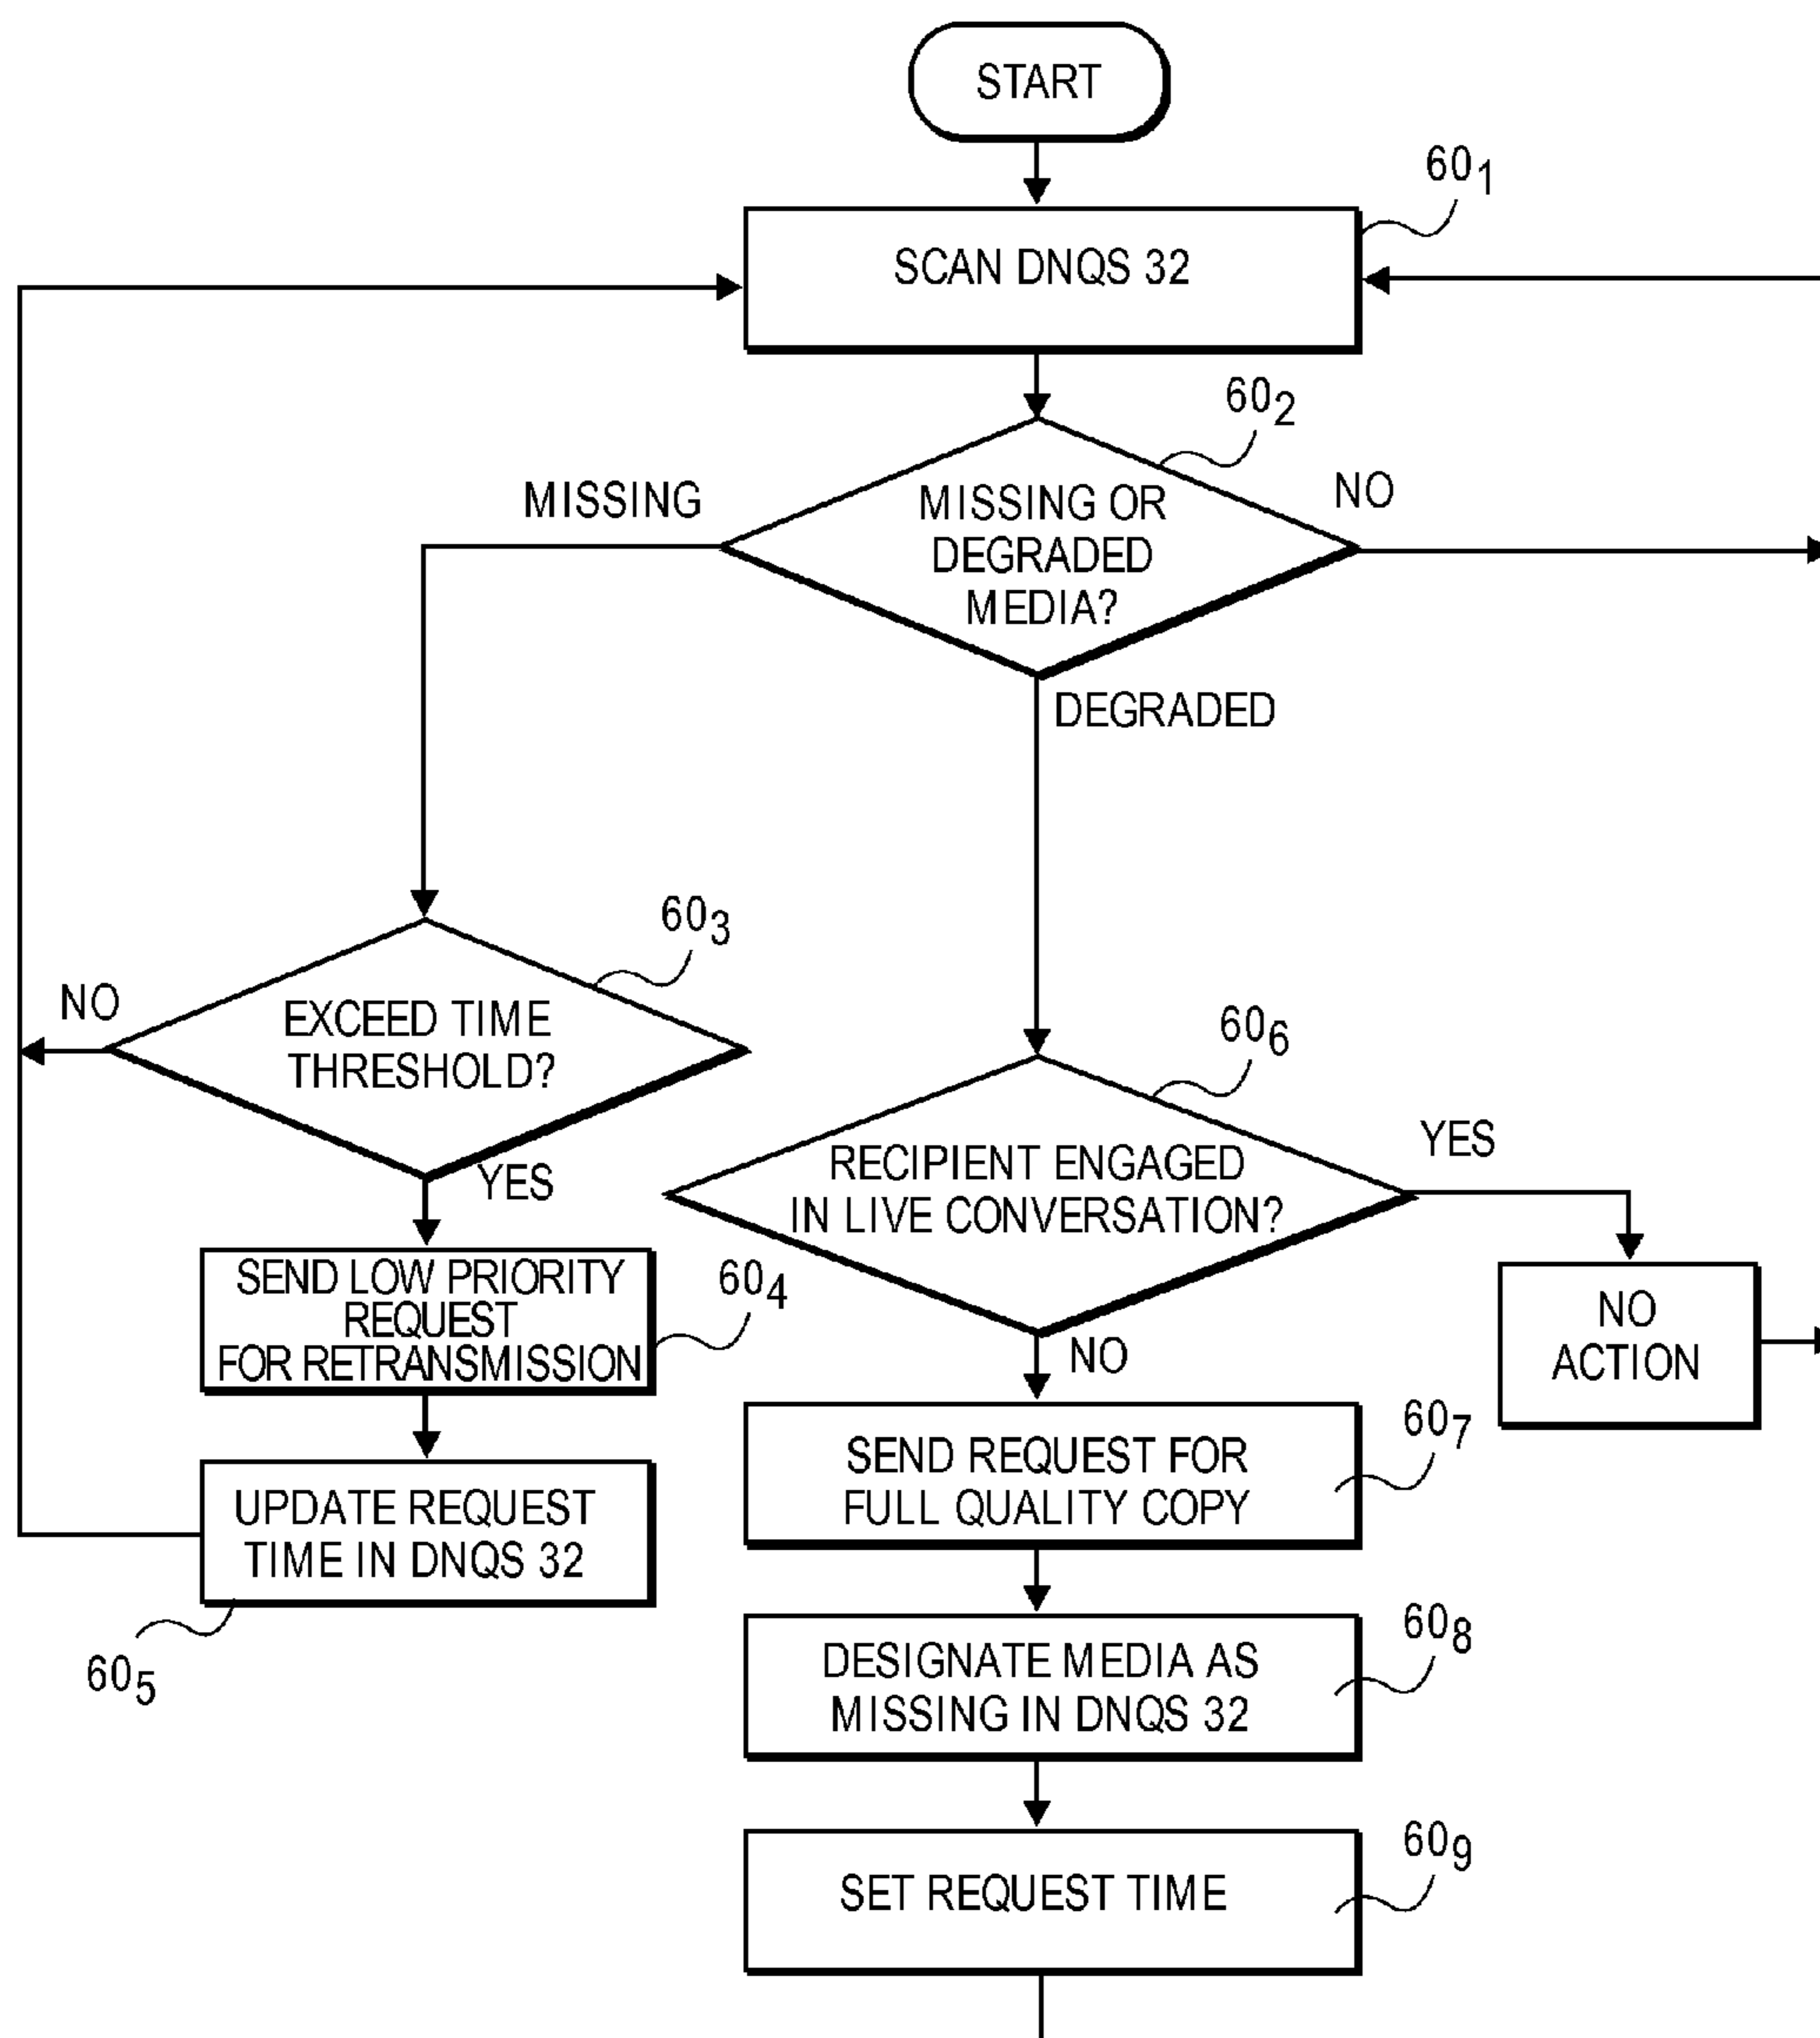 START
60₁
SCAN DNQS 32
60₂
MISSING
MISSING OR
DEGRADED
MEDIA?
NO
DEGRADED
60₃
NO
EXCEED TIME
THRESHOLD?
YES
60₆
RECIPIENT ENGAGED
IN LIVE CONVERSATION?
YES
NO
SEND LOW PRIORITY
REQUEST
FOR RETRANSMISSION
60₄
NO
ACTION
UPDATE REQUEST
TIME IN DNQS 32
60₅
SEND REQUEST FOR
FULL QUALITY COPY
60₇
DESIGNATE MEDIA AS
MISSING IN DNQS 32
60₈
SET REQUEST TIME
60₉